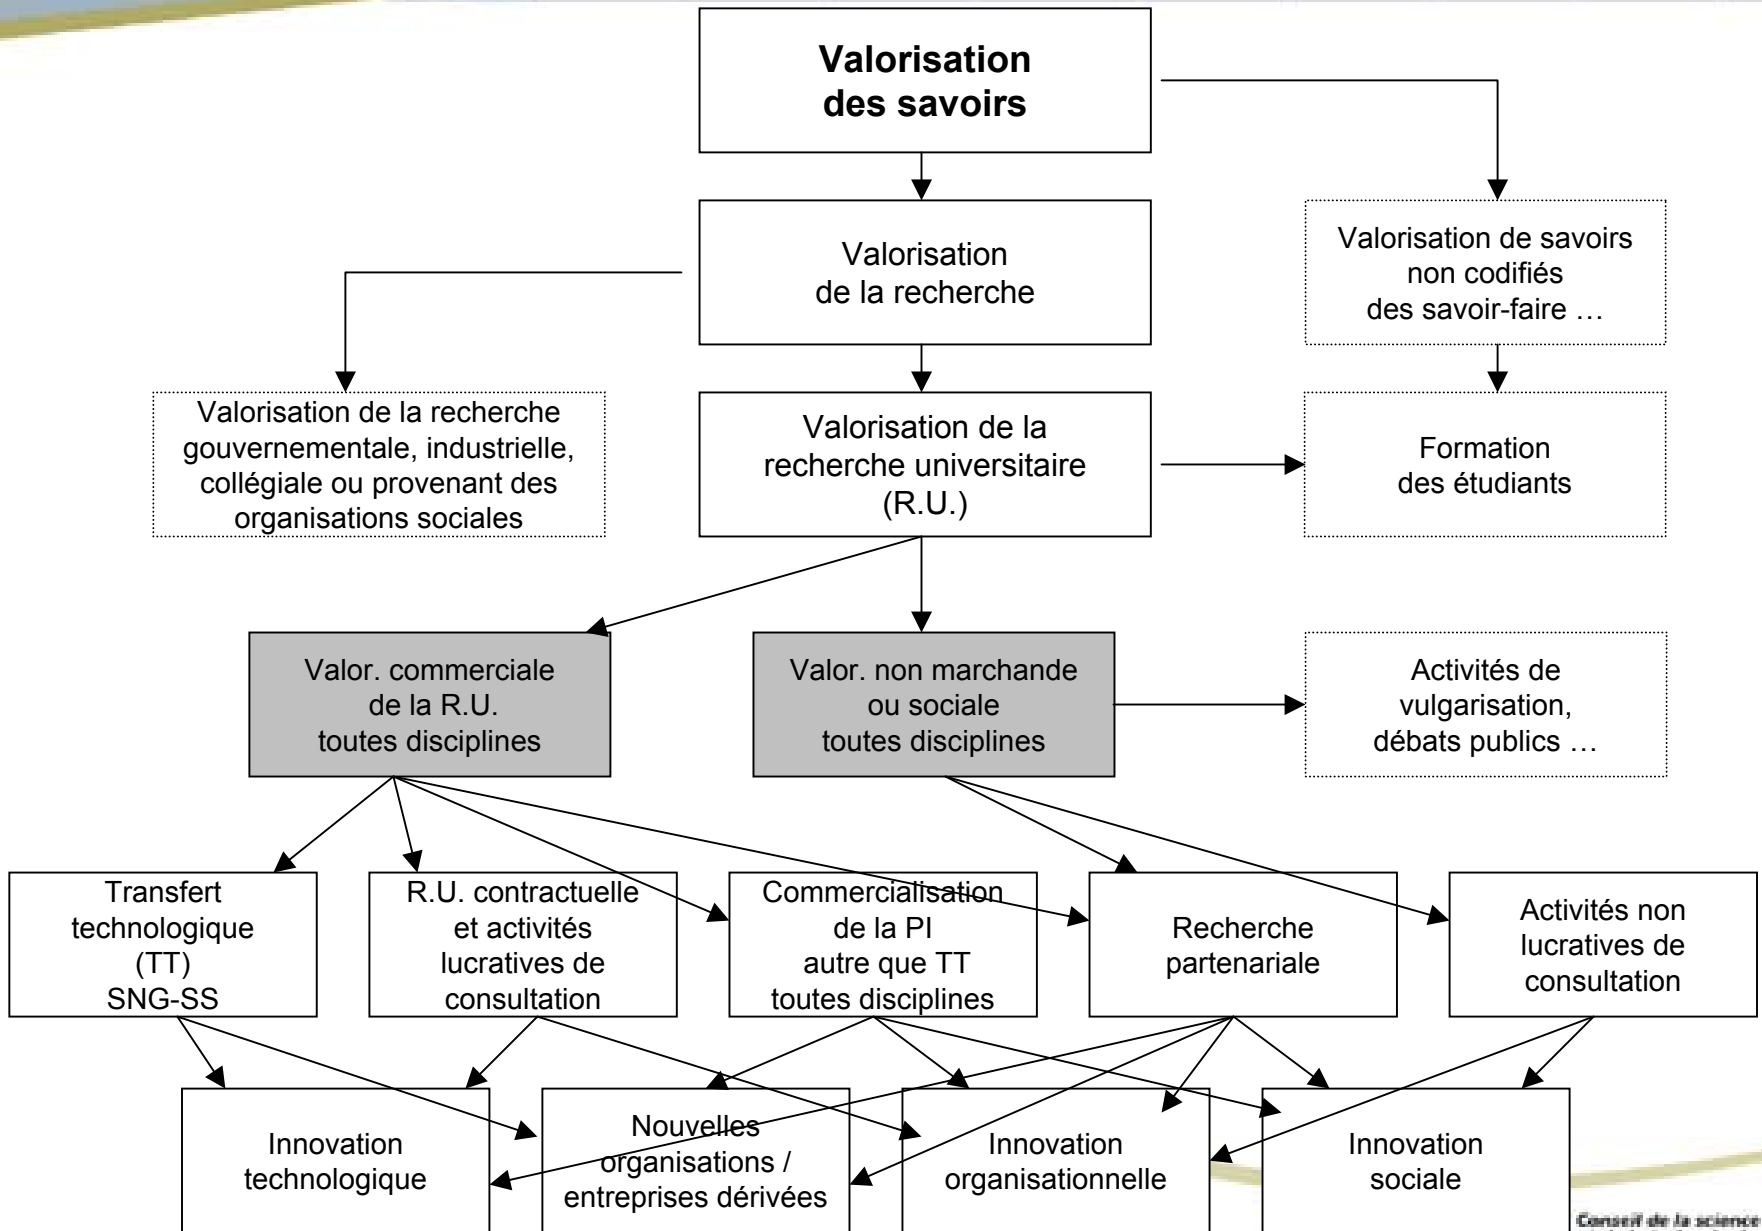 Valorisation
des savoirs
Valorisation
de la recherche
Valorisation de savoirs
non codifiés
des savoir-faire …
Valorisation de la recherche
gouvernementale, industrielle,
collégiale ou provenant des
organisations sociales
Valorisation de la
recherche universitaire
(R.U.)
Formation
des étudiants
Valor. commerciale
de la R.U.
toutes disciplines
Valor. non marchande
ou sociale
toutes disciplines
Activités de
vulgarisation,
débats publics …
Transfert
technologique
(TT)
SNG-SS
R.U. contractuelle
et activités
lucratives de
consultation
Commercialisation
de la PI
autre que TT
toutes disciplines
Recherche
partenariale
Activités non
lucratives de
consultation
Innovation
technologique
Nouvelles
organisations /
entreprises dérivées
Innovation
organisationnelle
Innovation
sociale
Conseil de la science